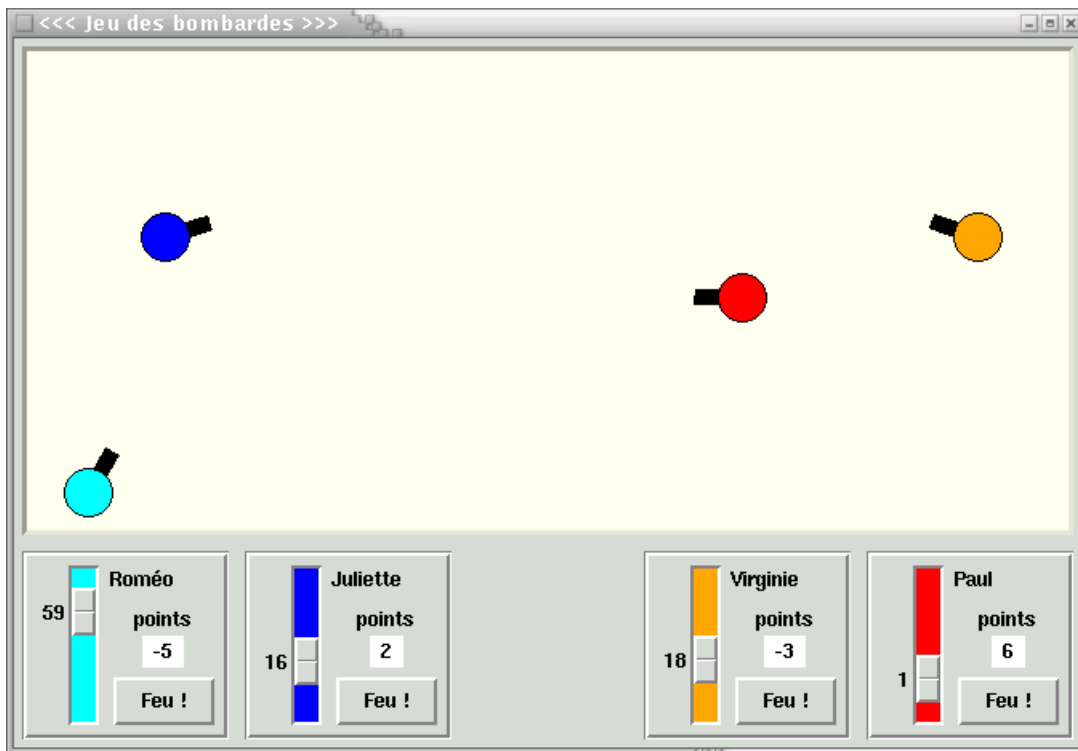 <<< Jeu des bombardes >>>
Roméo
59
points
-5
Feu !
Juliette
16
points
2
Feu !
Virginie
18
points
-3
Feu !
Paul
1
points
6
Feu !